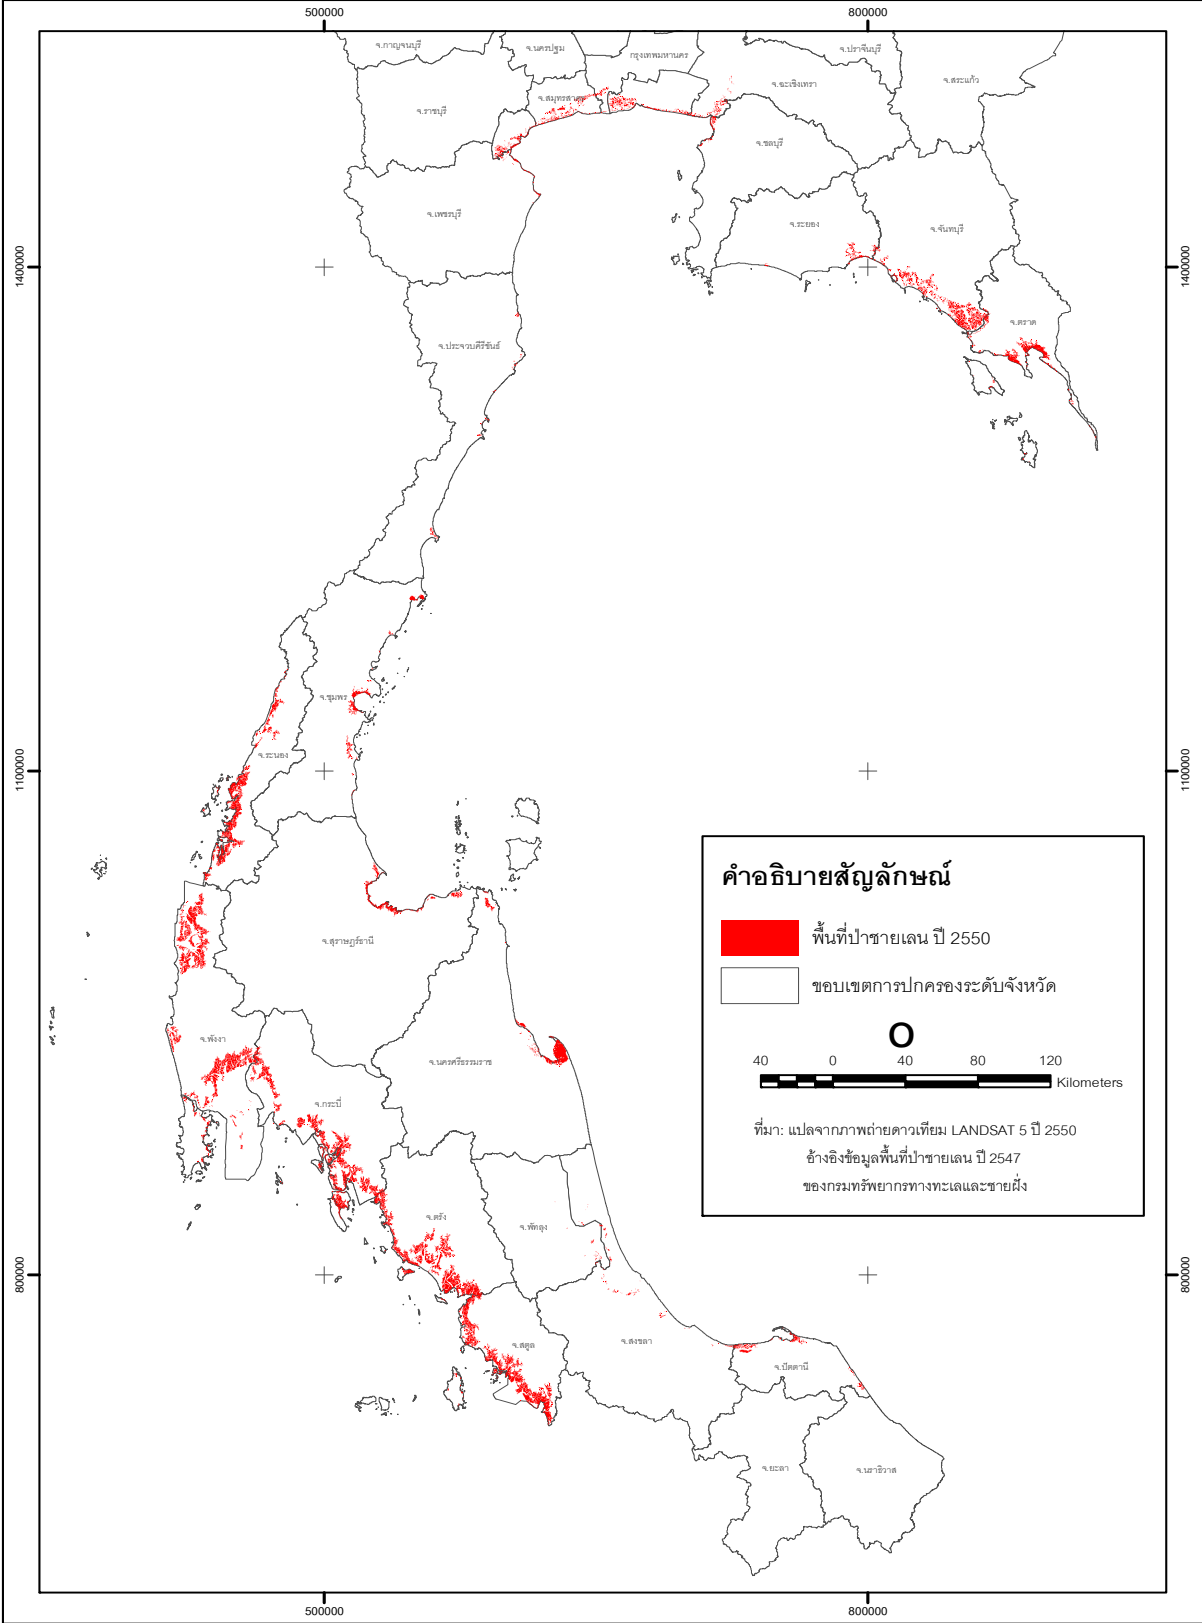 500000
800000
จ.กาญจนบุรี
จ.นครปฐม
กรุงเทพมหานคร
จ.ปราจีนบุรี
จ.สระแก้ว
จ.ฉะเชิงเทรา
จ.สมุทรสาคร
จ.ราชบุรี
จ.ชลบุรี
จ.เพชรบุรี
จ.ระยอง
จ.จันทบุรี
1400000
1400000
จ.ตราด
จ.ประจวบคีรีขันธ์
จ.ชุมพร
จ.ระนอง
1100000
1100000
จ.สุราษฎร์ธานี
จ.พังงา
จ.นครศรีธรรมราช
จ.กระบี่
จ.ตรัง
จ.พัทลุง
800000
800000
จ.สตูล
จ.สงขลา
จ.ปัตตานี
จ.ยะลา
จ.นราธิวาส
คำอธิบายสัญลักษณ์
พื้นที่ป่าชายเลน ปี 2550
ขอบเขตการปกครองระดับจังหวัด
O
40 0 40 80 120
Kilometers
ที่มา: แปลจากภาพถ่ายดาวเทียม LANDSAT 5 ปี 2550
อ้างอิงข้อมูลพื้นที่ป่าชายเลน ปี 2547
ของกรมทรัพยากรทางทะเลและชายฝั่ง
500000
800000